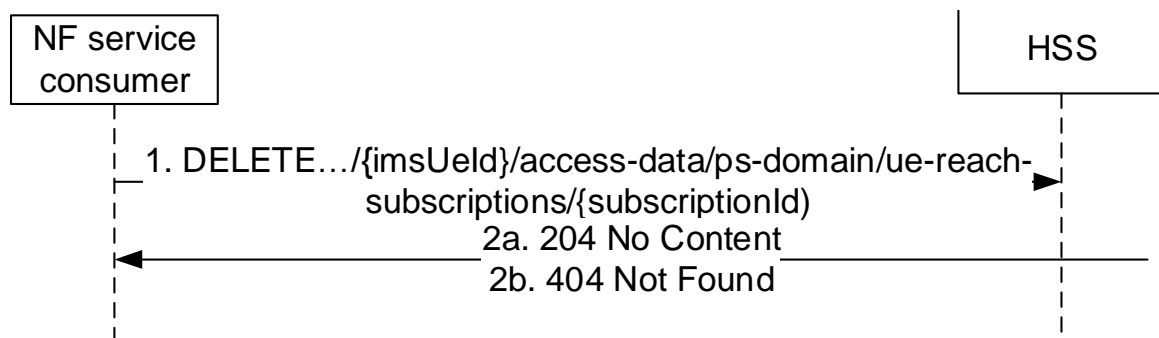 NF service
consumer
HSS
1. DELETE…/{imsUeId}/access-data/ps-domain/ue-reach-
subscriptions/{subscriptionId)
2a. 204 No Content
2b. 404 Not Found